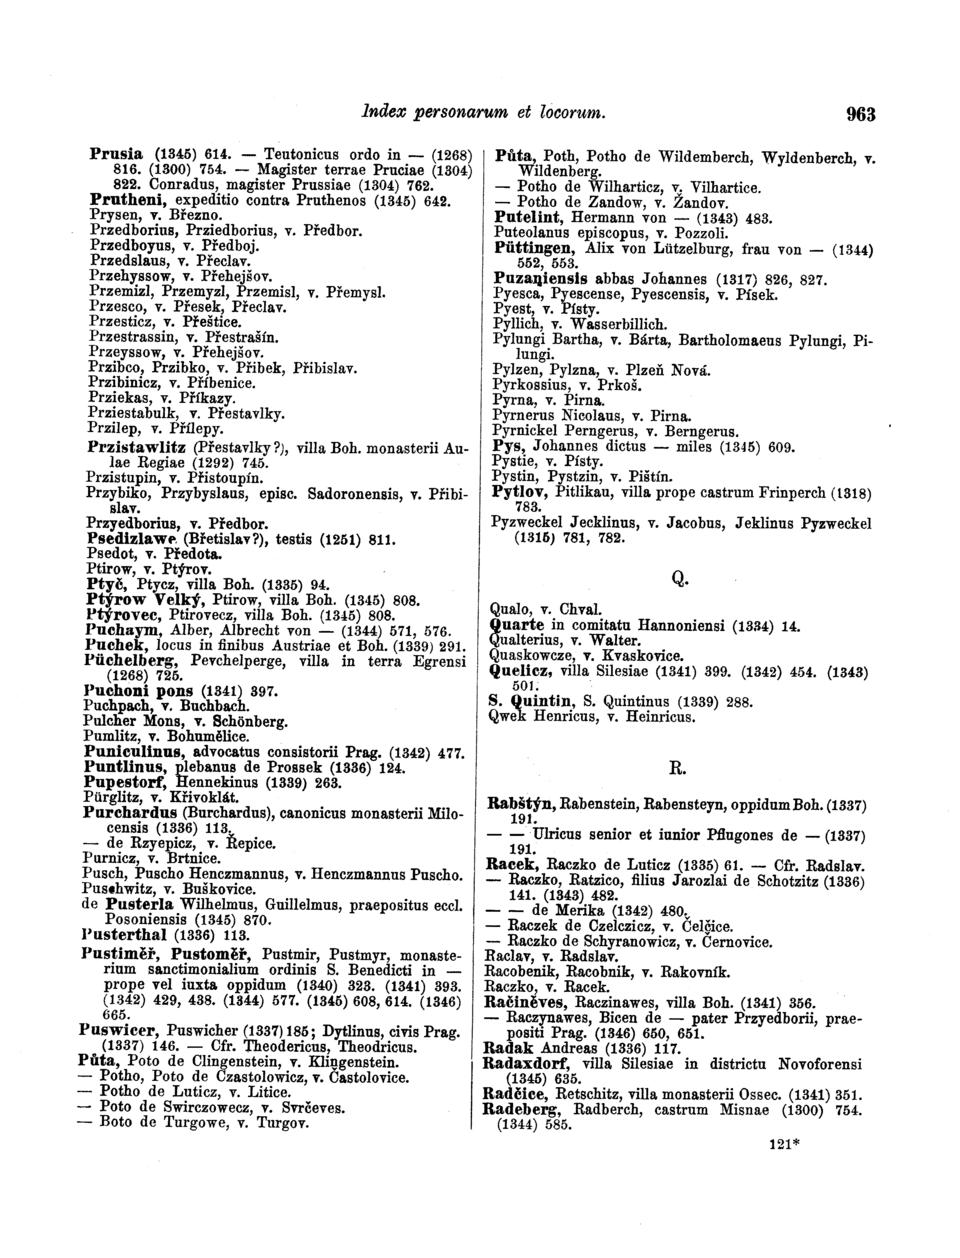 Index personarum et locorum.
963
Prusia (1345) 614. — Teutonicus ordo in — (1268)
816. (1300) 754. — Magister terrae Pruciae (1304)
822. Conradus, magister Prussiae (1304) 762.
Prutheni, expeditio contra Pruthenos (1345) 642.
Prysen, v. Březno.
Przedborius, Prziedborius, v. Předbor.
Przedboyus, v. Předboj.
Przedslaus, v. Přeclav.
Przehyssow, v. Přehejšov.
Przemizl, Przemyzl, Przemisl, v. Přemysl.
Przesco, v. Přesek, Přeclav.
Przesticz, v. Přeštice.
Przestrassin, v. Přestrašín.
Przeyssow, v. Přehejšov.
Przibco, Przibko, v. Přibek, Přibislav.
Przibinicz, v. Příbenice.
Prziekas, v. Příkazy.
Prziestabulk, v. Přestavlky.
Przilep, v. Přílepy.
Przistawlitz (Přestavlky?), villa Boh. monasterii Au-
lae Regiae (1292) 745.
Przistupin, v. Přistoupín.
Przybiko, Przybyslaus, episc. Sadoronensis, v. Přibi-
slav.
Przyedborius, v. Předbor.
Psedizlawe (Břetislav?), testis (1251) 811.
Psedot, v. Předota.
Ptirow, v. Ptýrov.
Ptyč, Ptycz, villa Boh. (1335) 94.
Ptýrow Velký, Ptirow, villa Boh. (1345) 808.
Ptýrovec, Ptirovecz, villa Boh. (1345) 808.
Puchaym, Alber, Albrecht von — (1344) 571, 576.
Puchek, locus in finibus Austriae et Boh. (1339) 291.
Püchelberg, Pevchelperge, villa in terra Egrensi
(1268) 725.
Puchoni pons (1341) 397.
Puchpach, v. Buchbach.
Pulcher Mons, v. Schönberg.
Pumlitz, v. Bohumělice.
Puniculinus, advocatus consistorii Prag. (1342) 477.
Puntlinus, plebanus de Prossek (1336) 124.
Pupestorf, Hennekinus (1339) 263.
Pürglitz, v. Křivoklát.
Purchardus (Burchardus), canonicus monasterii Milo-
censis (1336) 113.
— de Rzyepicz, v. Řepice.
Purnicz, v. Brtnice.
Pusch, Puscho Henczmannus, v. Henczmannus Puscho.
Puschwitz, v. Buškovice.
de Pusterla Wilhelmus, Guillelmus, praepositus eccl.
Posoniensis (1345) 870.
Pusterthal (1336) 113.
Pustiměř, Pustoměř, Pustmir, Pustmyr, monaste-
rium sanctimonialium ordinis S. Benedicti in —
prope vel iuxta oppidum (1340) 323. (1341) 393.
(1342) 429, 438. (1344) 577. (1345) 608, 614. (1346)
665.
Puswicer, Puswicher (1337) 185; Dytlinus, civis Prag.
(1337) 146. — Cfr. Theodericus, Theodricus.
Půta, Poto de Clingenstein, v. Klingenstein.
— Potho, Poto de Czastolowicz, v. Častolovice.
— Potho de Luticz, v. Litice.
— Poto de Swirczowecz, v. Svrčeves.
— Boto de Turgowe, v. Turgov.
Půta, Poth, Potho de Wildemberch, Wyldenberch, v.
Wildenberg.
— Potho de Wilharticz, v. Vilhartice.
— Potho de Zandow, v. Žandov.
Putelint, Hermann von — (1343) 483.
Puteolanus episcopus, v. Pozzoli.
Püttingen, Alix von Lützelburg, frau von — (1344)
552, 553.
Puzaniensis abbas Johannes (1317) 826, 827.
Pyesca, Pyescense, Pyescensis, v. Písek.
Pyest, v. Písty.
Pyllich, v. Wasserbillich.
Pylungi Bartha, v. Bárta, Bartholomaeus Pylungi, Pi-
lungi.
Pylzen, Pylzna, v. Plzeň Nová.
Pyrkossius, v. Prkoš.
Pyrna, v. Pirna.
Pyrnerus Nicolaus, v. Pirna.
Pyrnickel Perngerus, v. Berngerus.
Pys, Johannes dictus — miles (1345) 609.
Pystie, v. Písty.
Pystin, Pystzin, v. Pištín.
Pytlov, Pitlikau, villa prope castrum Frinperch (1318)
783.
Pyzweckel Jecklinus, v. Jacobus, Jeklinus Pyzweckel
(1315) 781, 782.
Q.
Qualo, v. Chval.
Quarte in comitatu Hannoniensi (1334) 14.
Qualterius, v. Walter.
Quaskowcze, v. Kvaskovice.
Quelicz, villa Silesiae (1341) 399. (1342) 454. (1343)
501.
S. Quintin, S. Quintinus (1339) 288.
Qwek Henricus, v. Heinricus.
R.
Rabštýn, Rabenstein, Rabensteyn, oppidum Boh. (1337)
191.
— — Ulricus senior et iunior Pflugones de — (1337)
191.
Racek, Raczko de Luticz (1335) 61. — Cfr. Radslav.
— Raczko, Ratzico, filius Jarozlai de Schotzitz (1336)
141. (1343) 482.
— — de Merika (1342) 480.
— Raczek de Czelczicz, v. Čelčice.
— Raczko de Schyranowicz, v. Černovice.
Raclav, v. Radslav.
Racobenik, Racobnik, v. Rakovník.
Raczko, v. Racek.
Račiněves, Raczinawes, villa Boh. (1341) 356.
— Raczynawes, Bicen de — pater Przyedborii, prae-
positi Prag. (1346) 650, 651.
Radak Andreas (1336) 117.
Radaxdorf, villa Silesiae in districtu Novoforensi
(1345) 635.
Radčice, Retschitz, villa monasterii Ossec. (1341) 351.
Radeberg, Radberch, castrum Misnae (1300) 754.
(1344) 585.
121*